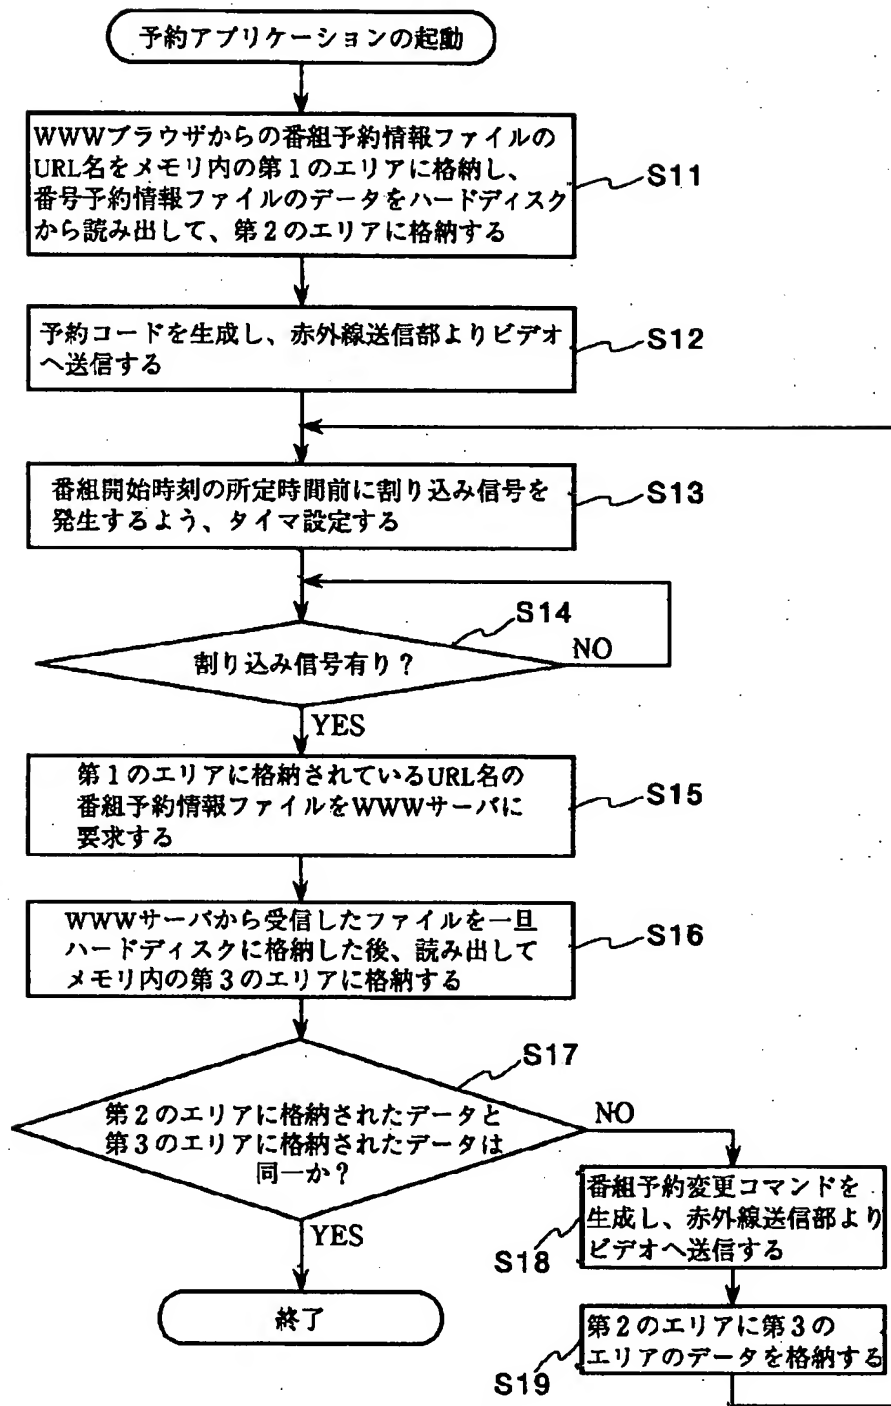 予約アプリケーションの起動
WWWブラウザからの番組予約情報ファイルの
URL名をメモリ内の第1のエリアに格納し、
番号予約情報ファイルのデータをハードディスク
から読み出して、第2のエリアに格納する
S11
予約コードを生成し、赤外線送信部よりビデオ
へ送信する
S12
番組開始時刻の所定時間前に割り込み信号を
発生するよう、タイマ設定する
S13
S14
割り込み信号有り?
NO
YES
第1のエリアに格納されているURL名の
番組予約情報ファイルをWWWサーバに
要求する
S15
WWWサーバから受信したファイルを一旦
ハードディスクに格納した後、読み出して
メモリ内の第3のエリアに格納する
S16
S17
第2のエリアに格納されたデータと
第3のエリアに格納されたデータは
同一か?
NO
YES
番組予約変更コマンドを
生成し、赤外線送信部より
ビデオへ送信する
S18
終了
第2のエリアに第3の
エリアのデータを格納する
S19